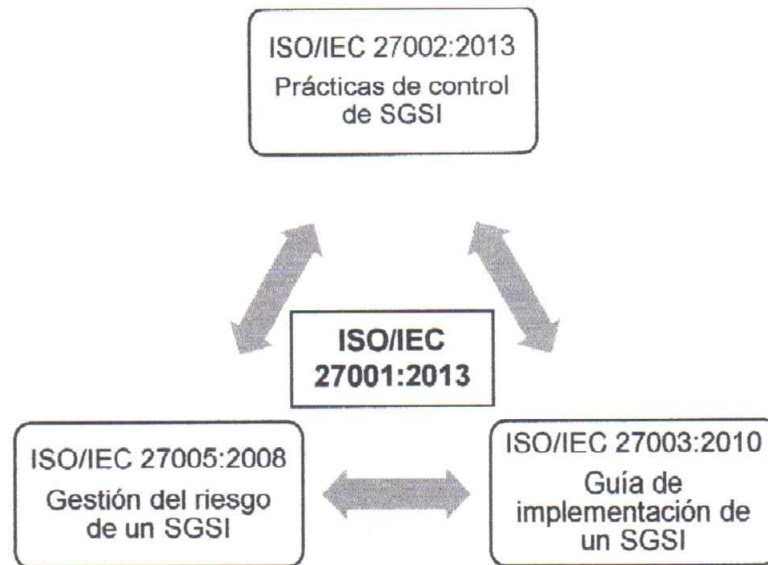 ISO/IEC 27002:2013
Prácticas de control
de SGSI
ISO/IEC
27001:2013
ISO/IEC 27005:2008
Gestión del riesgo
de un SGSI
ISO/IEC 27003:2010
Guía de
implementación de
un SGSI